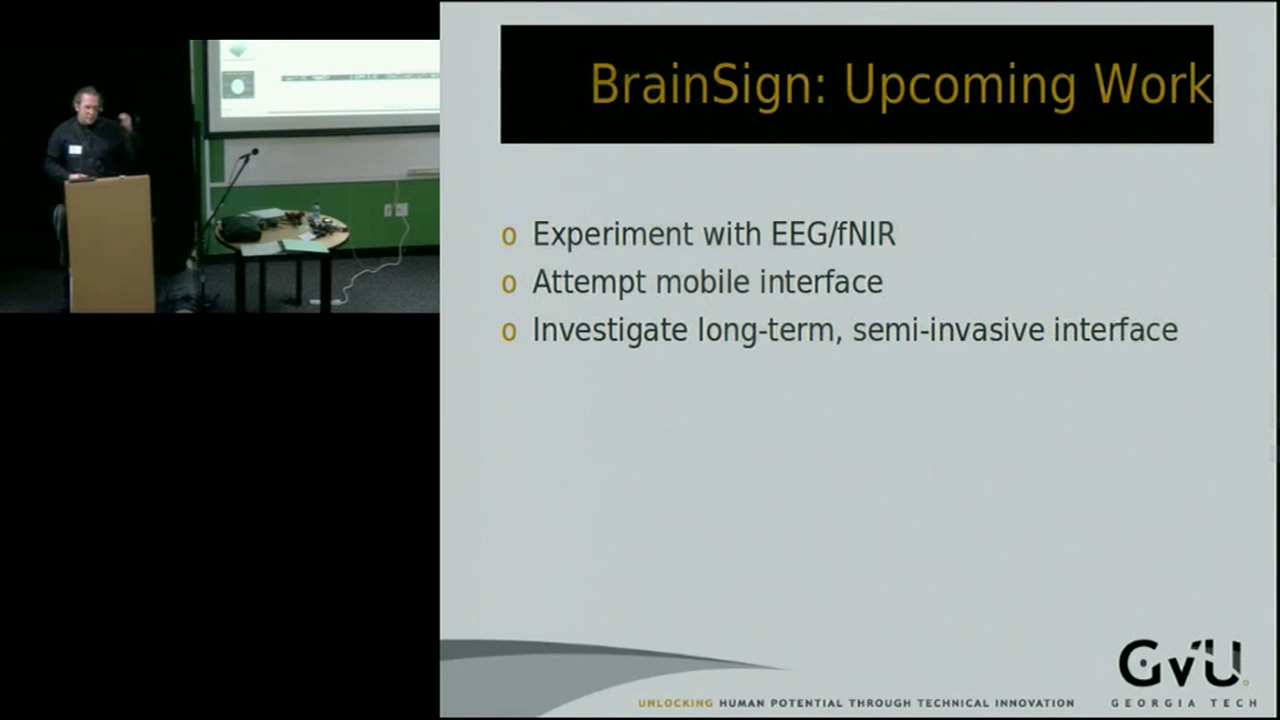 BrainSign: Upcoming Work
o Experiment with EEG/fNIR
o Attempt mobile interface
o Investigate long-term, semi-invasive interface
UNLOCKING HUMAN POTENTIAL THROUGH TECHNICAL INNOVATION
GVU
GEORGIA TECH